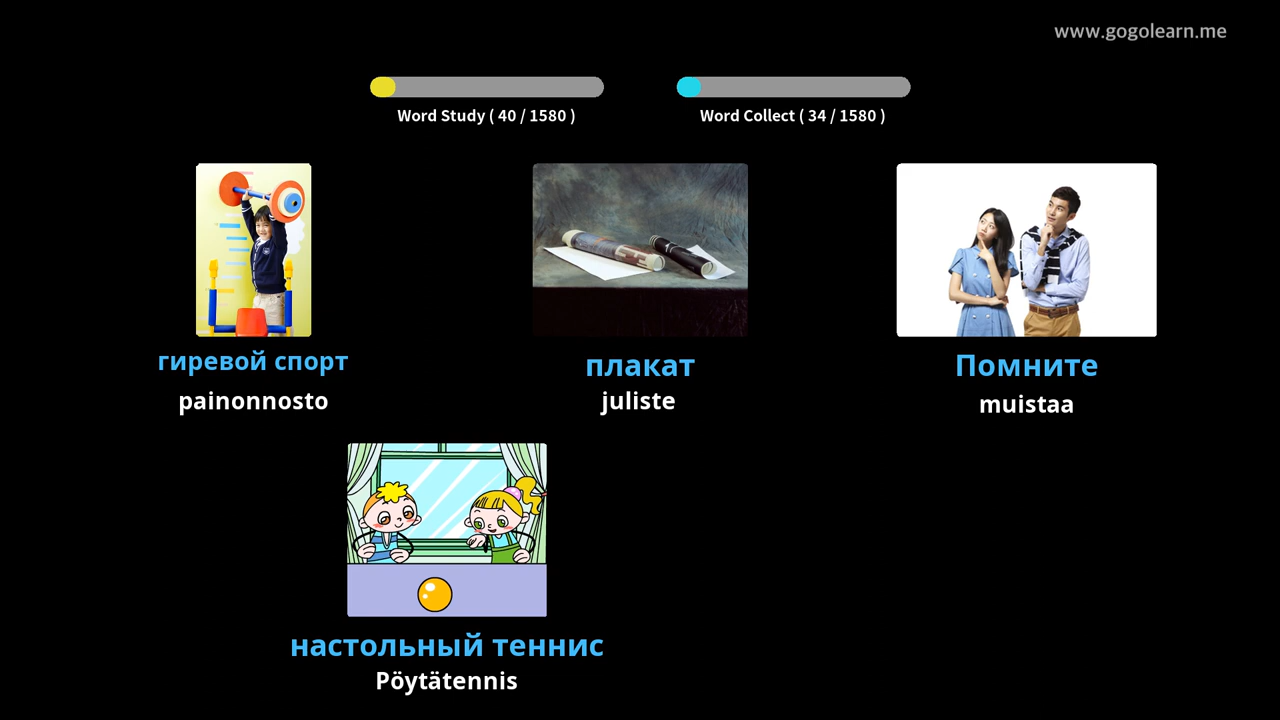 www.gogolearn.me
Word Study ( 40 / 1580 )
Word Collect ( 34 / 1580 )
гиревой спорт
painonnosto
плакат
juliste
Помните
muistaa
настольный теннис
Pöytätennis